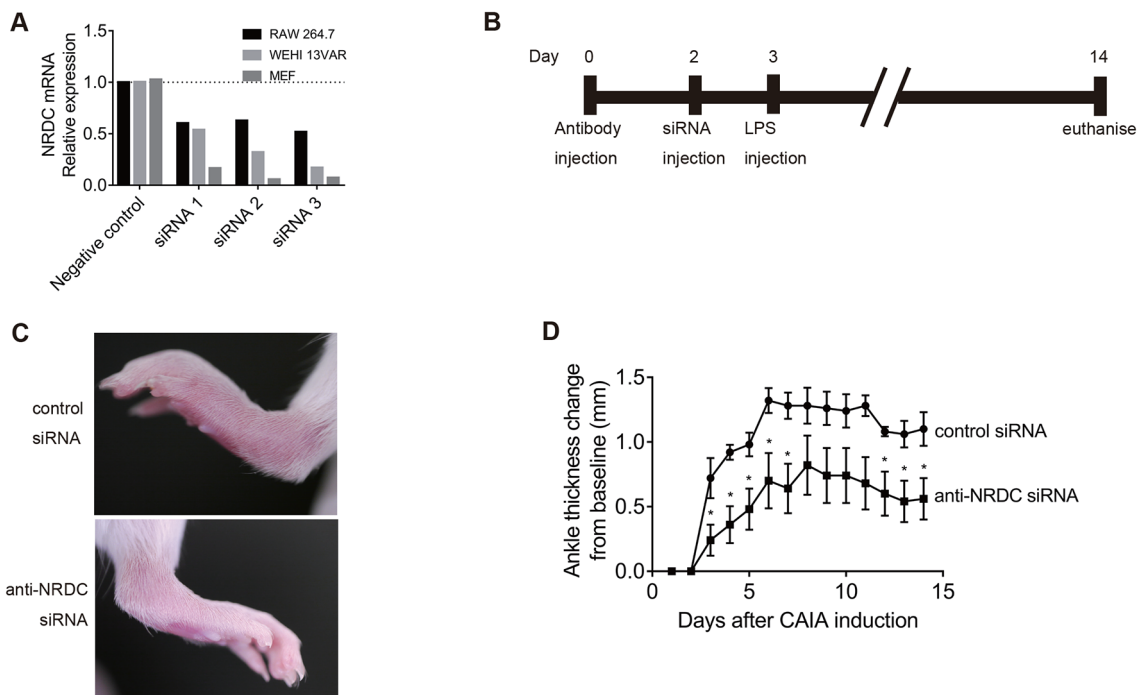 A
1.5
1.0
0.5
0.0
NRDC mRNA
Relative expression
RAW 264.7
WEHI 13VAR
MEF
Negative control
siRNA 1
siRNA 2
siRNA 3
B
Day
0
2
3
14
Antibody
injection
siRNA
injection
LPS
injection
euthanise
C
control
siRNA
anti-NRDC
siRNA
D
Ankle thickness change
from baseline (mm)
1.5
1.0
0.5
0.0
control siRNA
* * * * * * * *
anti-NRDC siRNA
0
5
10
15
Days after CAIA induction